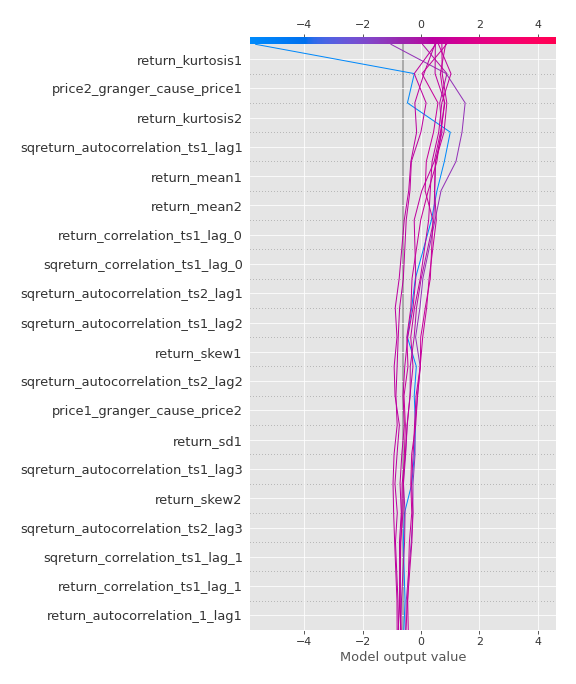 −4 −2 0 2 4
return_kurtosis1
price2_granger_cause_price1
return_kurtosis2
sqreturn_autocorrelation_ts1_lag1
return_mean1
return_mean2
return_correlation_ts1_lag_0
sqreturn_correlation_ts1_lag_0
sqreturn_autocorrelation_ts2_lag1
sqreturn_autocorrelation_ts1_lag2
return_skew1
sqreturn_autocorrelation_ts2_lag2
price1_granger_cause_price2
return_sd1
sqreturn_autocorrelation_ts1_lag3
return_skew2
sqreturn_autocorrelation_ts2_lag3
sqreturn_correlation_ts1_lag_1
return_correlation_ts1_lag_1
return_autocorrelation_1_lag1
−4 −2 0 2 4
Model output value